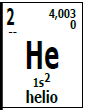 2 4,003
-- 0
He
1s²
helio